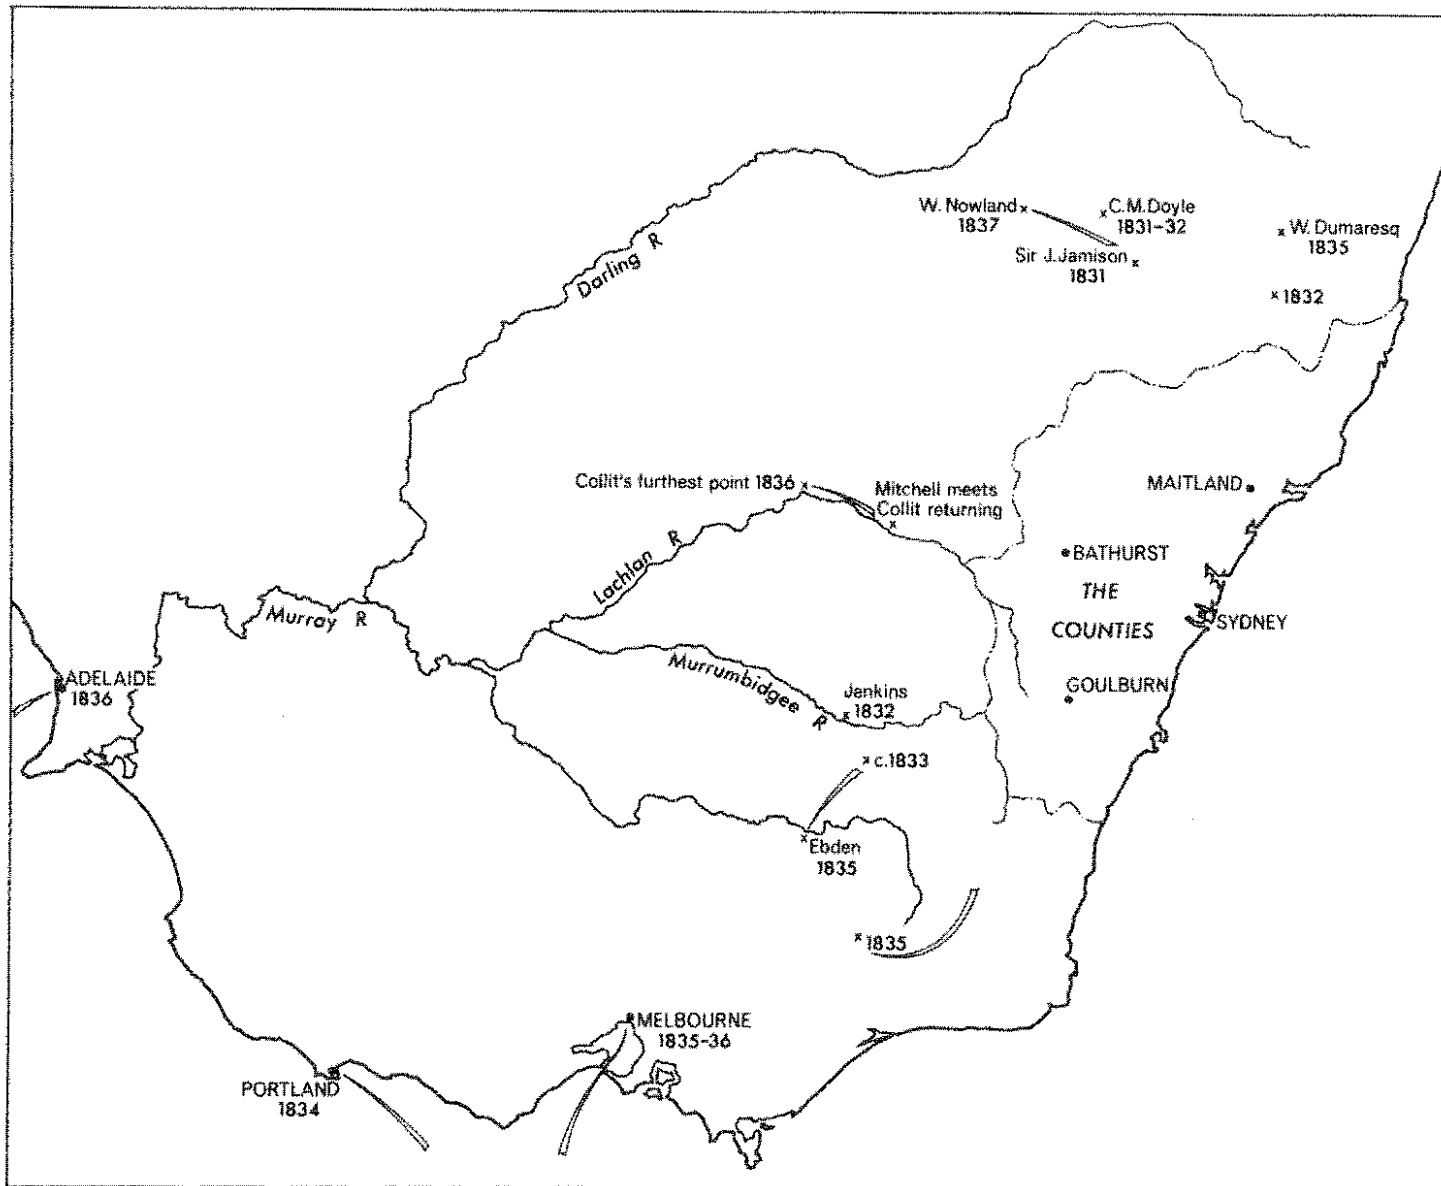 W. Nowland
1837
C.M.Doyle
1831-32
W. Dumaresq
1835
Sir J.Jamison
1831
1832
Darling R
Collit's furthest point 1836
Mitchell meets
Collit returning
MAITLAND
BATHURST
THE
COUNTIES
SYDNEY
GOULBURN
Lachlan R
Murray R
Murrumbidgee R
ADELAIDE
1836
Jenkins
1832
c.1833
Ebden
1835
1835
MELBOURNE
1835-36
PORTLAND
1834